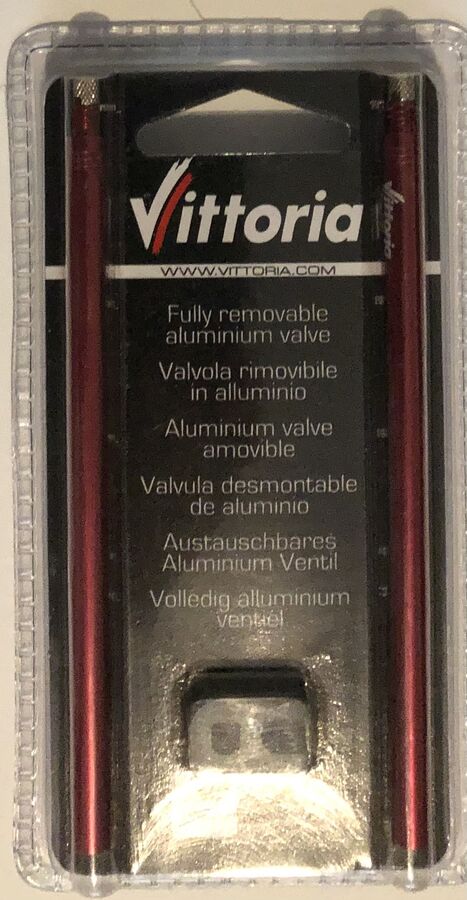 Vittoria
WWW.VITTORIA.COM
Vittoria
Fully removable
aluminium valve
Valvola rimovibile
in alluminio
Aluminium valve
amovible
Valvula desmontable
de aluminio
Austauschbares
Aluminium Ventil
Volledig alluminium
ventiel